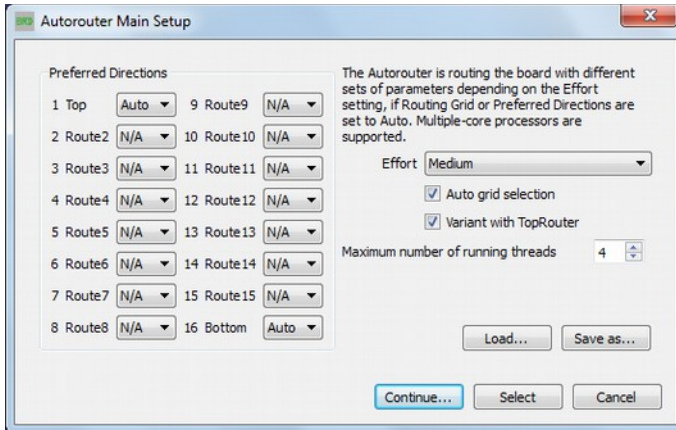 BRD Autorouter Main Setup
Preferred Directions
1 Top Auto 9 Route9 N/A
2 Route2 N/A 10 Route10 N/A
3 Route3 N/A 11 Route11 N/A
4 Route4 N/A 12 Route12 N/A
5 Route5 N/A 13 Route13 N/A
6 Route6 N/A 14 Route14 N/A
7 Route7 N/A 15 Route15 N/A
8 Route8 N/A 16 Bottom Auto
The Autorouter is routing the board with different
sets of parameters depending on the Effort
setting, if Routing Grid or Preferred Directions are
set to Auto. Multiple-core processors are
supported.
Effort Medium
Auto grid selection
Variant with TopRouter
Maximum number of running threads 4
Load... Save as...
Continue... Select Cancel